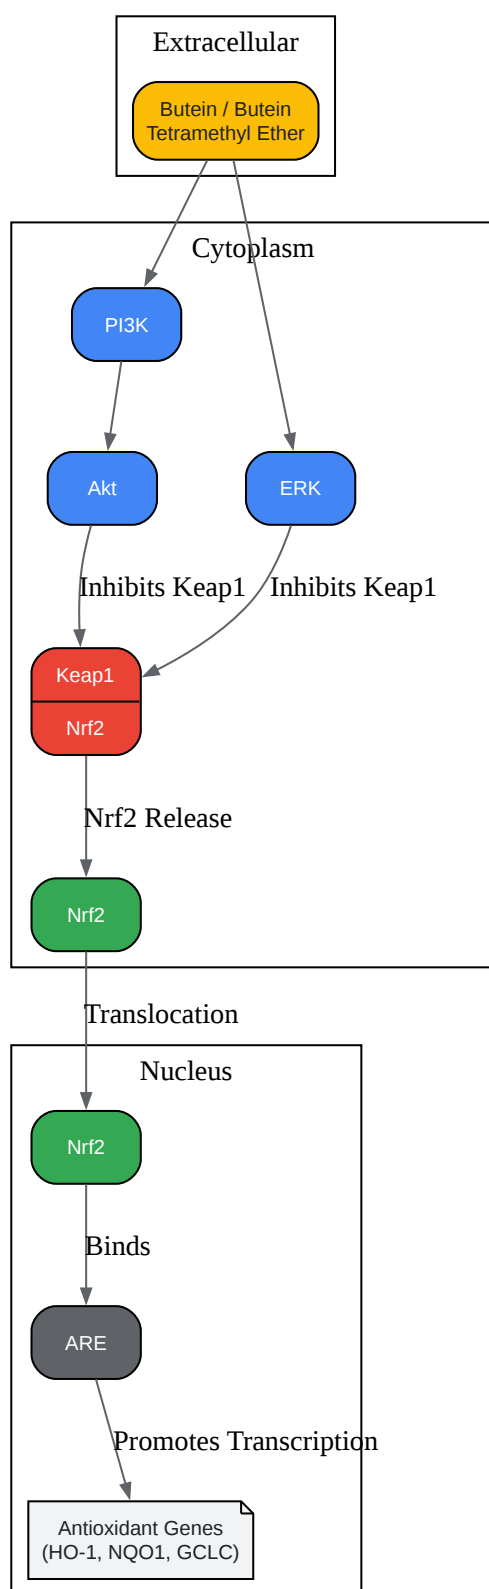 Extracellular
Butein / Butein
Tetramethyl Ether
Cytoplasm
PI3K
Akt
ERK
Inhibits Keap1
Inhibits Keap1
Keap1
Nrf2
Nrf2 Release
Nrf2
Translocation
Nucleus
Nrf2
Binds
ARE
Promotes Transcription
Antioxidant Genes
(HO-1, NQO1, GCLC)